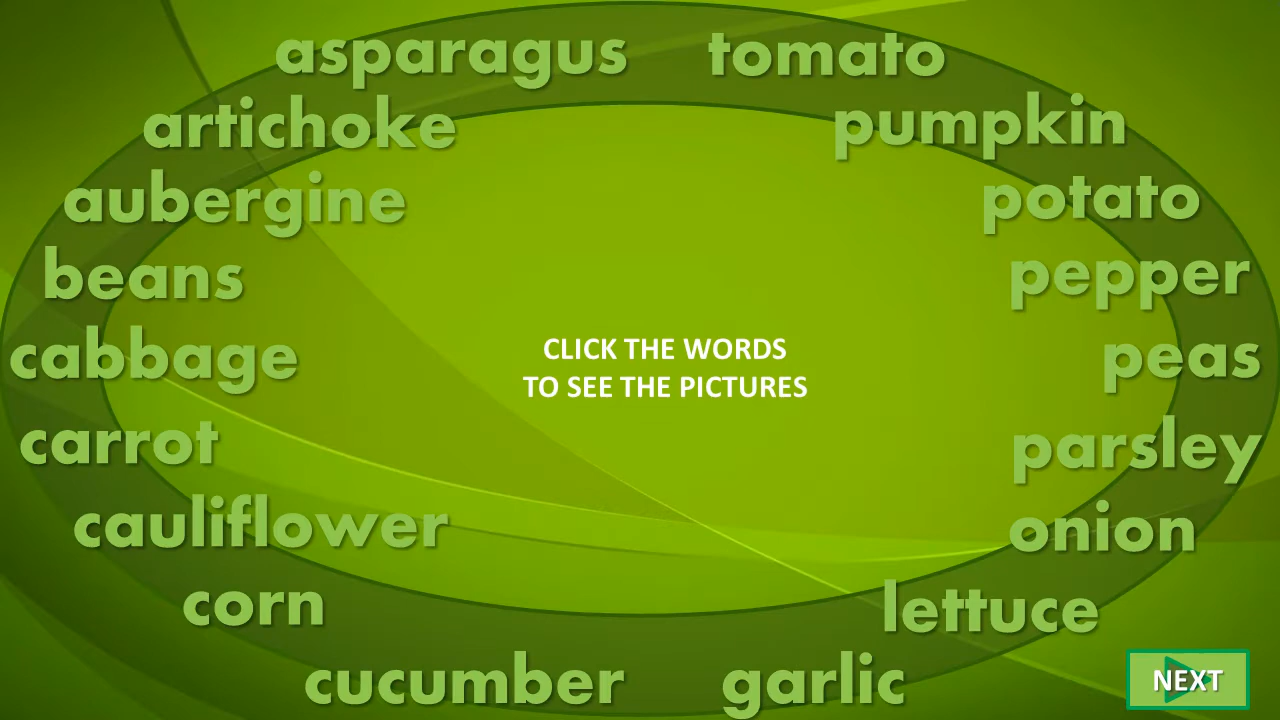 asparagus tomato
artichoke pumpkin
aubergine potato
beans pepper
CLICK THE WORDS
TO SEE THE PICTURES
cabbage peas
carrot parsley
cauliflower onion
corn lettuce
cucumber garlic
NEXT